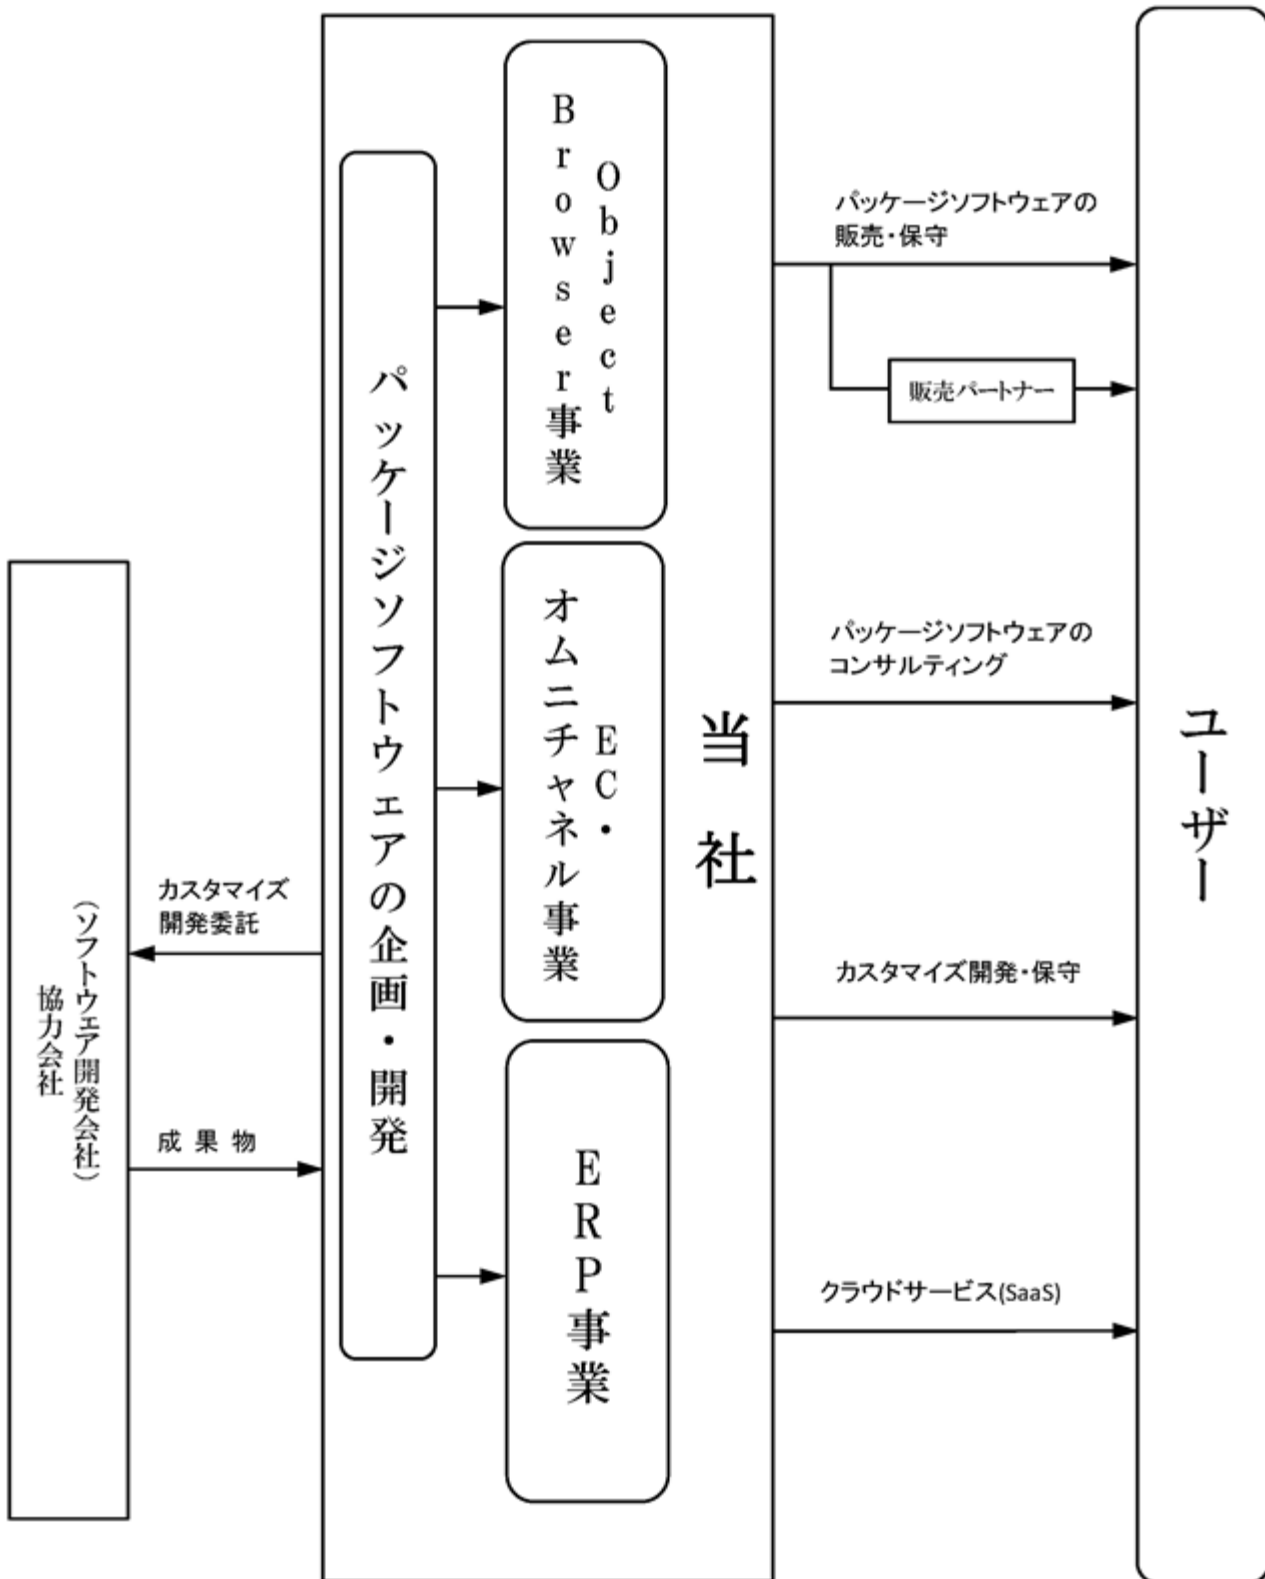 協力会社
（ソフトウェア開発会社）
カスタマイズ
開発委託
成果物
パッケージソフトウェアの企画・開発
Object
Browser事業
EC・
オムニチャネル事業
ERP事業
当社
パッケージソフトウェアの
販売・保守
販売パートナー
パッケージソフトウェアの
コンサルティング
カスタマイズ開発・保守
クラウドサービス(SaaS)
ユーザー